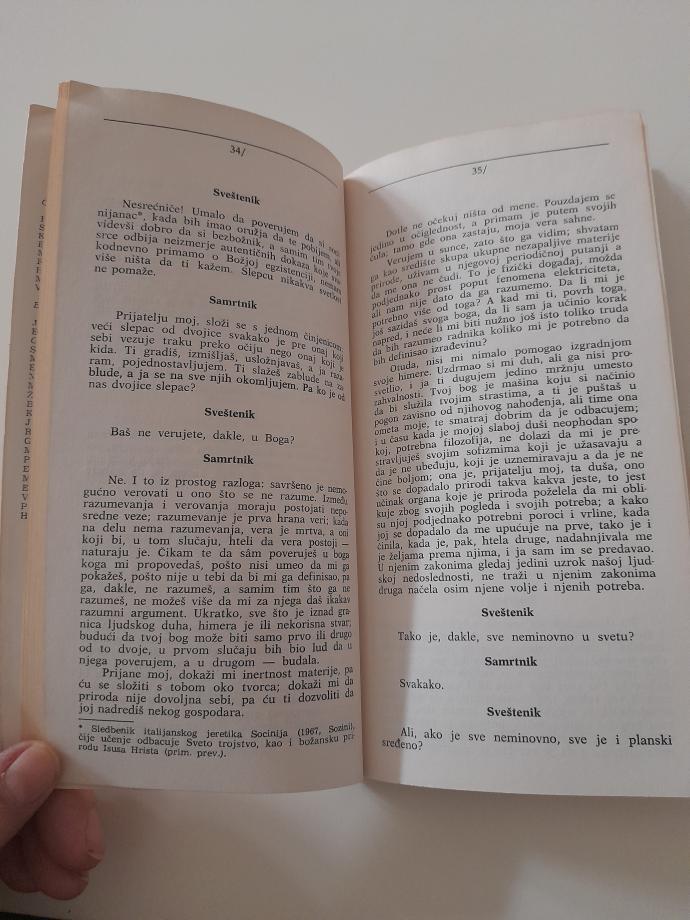 34/
Sveštenik
Nesrećniče! Umalo da poverujem da si soci-
nijanac*, kada bih imao oružja da te pobijem, ali
videvši dobro da si bezbožnik, a samim tim tvoje
srce odbija neizmerje autentičnih dokaza koje sva-
kodnevno primamo o Božjoj egzistenciji, nemam
više ništa da ti kažem. Slepcu nikakva svetlost
ne pomaže.
Samrtnik
Prijatelju moj, složi se s jednom činjenicom:
veći slepac od dvojice svakako je pre onaj koji
sebi vezuje traku preko očiju nego onaj koji je
kida. Ti gradiš, izmišljaš, usložnjavaš, a ja raza-
ram, pojednostavljujem. Ti slažeš zablude na za-
blude, a ja se na sve njih okomljujem. Pa ko je od
nas dvojice slepac?
Sveštenik
Baš ne verujete, dakle, u Boga?
Samrtnik
Ne. I to iz prostog razloga: savršeno je nemo-
gućno verovati u ono što se ne razume. Između
razumevanja i verovanja moraju postojati nepo-
sredne veze; razumevanje je prva hrana veri; kada
na delu nema razumevanja, vera je mrtva, a oni
koji bi, u tom slučaju, hteli da vera postoji —
naturaju je. Čikam te da sâm poveruješ u boga
koga mi propovedaš, pošto nisi umeo da mi ga
pokažeš, pošto nije u tebi da bi mi ga definisao, pa
ga, dakle, ne razumeš, a samim tim što ga ne
razumeš, ne možeš više da mi za njega daš ikakav
razumni argument. Ukratko, sve što je iznad gra-
nica ljudskog duha, himera je ili nekorisna stvar;
budući da tvoj bog može biti samo prvo ili drugo
od to dvoje, u prvom slučaju bih bio lud da u
njega poverujem, a u drugom — budala.
Prijane moj, dokaži mi inertnost materije, pa
ću se složiti s tobom oko tvorca; dokaži mi da
priroda nije dovoljna sebi, pa ću ti dozvoliti da
joj nadrediš nekog gospodara.
* Sledbenik italijanskog jeretika Socinija (1967, Sozini),
čije učenje odbacuje Sveto trojstvo, kao i božansku pri-
rodu Isusa Hrista (prim. prev.).
35/
Dotle ne očekuj ništa od mene. Pouzdajem se
jedino u očiglednost, a primam je putem svojih
čula; tamo gde ona zastaju, moja vera sahne.
Verujem u sunce, zato što ga vidim; shvatam
ga kao središte skupa ukupne nezapaljive materije
prirode, uživam u njegovoj periodičnoj putanji a
da me ona ne čudi. To je fizički događaj, možda
podjednako prost poput fenomena elektriciteta,
ali nam nije dato da ga razumemo. Da li mi je
potrebno više od toga? A kad mi ti, povrh toga,
još sazidaš svoga boga, da li sam ja učinio korak
napred, i neće li mi biti nužno još isto toliko truda
da bih razumeo radnika koliko mi je potrebno da
bih definisao izrađevinu?
Otuda, nisi mi nimalo pomogao izgradnjom
svoje himere. Uzdrmao si mi duh, ali ga nisi pro-
svetlio, i ja ti dugujem jedino mržnju umesto
rahvalnosti. Tvoj bog je mašina koju si načinio
da bi služila tvojim strastima, a ti je puštaš u
pogon zavisno od njihovog nahođenja, ali time ona
ometa moje, te smatraj dobrim da je odbacujem;
i u času kada je mojoj slaboj duši neophodan spo-
koj, potrebna filozofija, ne dolazi da mi je pre-
stravljuješ svojim sofizmima koji je užasavaju a
da je ne ubeđuju, koji je uznemiravaju a da je ne
čine boljom; ona je, prijatelju moj, ta duša, ono
što se dopadalo prirodi takva kakva jeste, to jest
učinak organa koje je priroda poželela da mi obli-
kuje zbog svojih pogleda i svojih potreba; a kako
su njoj podjednako potrebni poroci i vrline, kada
joj se dopadalo da me upućuje na prve, tako je i
činila, kada je, pak, htela druge, nadahnjivala me
je željama prema njima, i ja sam im se predavao.
U njenim zakonima gledaj jedini uzrok našoj ljud-
skoj nedoslednosti, ne traži u njenim zakonima
druga načela osim njene volje i njenih potreba.
Sveštenik
Tako je, dakle, sve neminovno u svetu?
Samrtnik
Svakako.
Sveštenik
Ali, ako je sve neminovno, sve je i planski
sređeno?